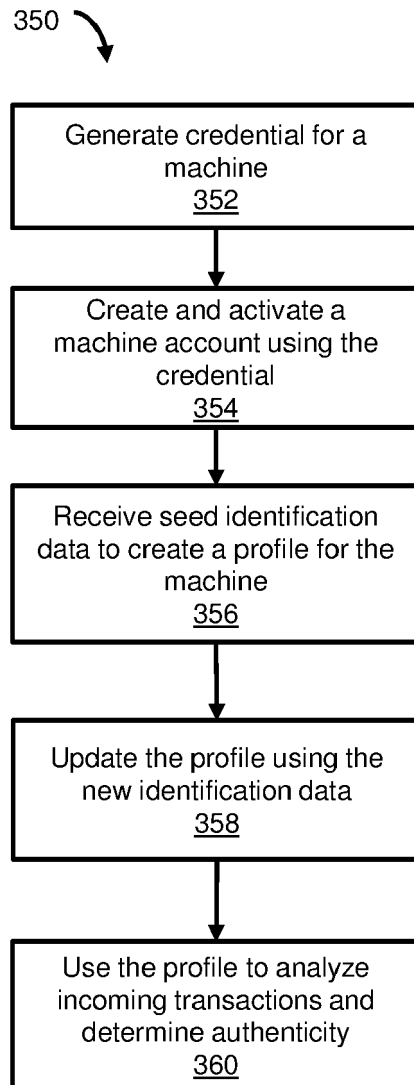 350
Generate credential for a
machine
352
Create and activate a
machine account using the
credential
354
Receive seed identification
data to create a profile for the
machine
356
Update the profile using the
new identification data
358
Use the profile to analyze
incoming transactions and
determine authenticity
360